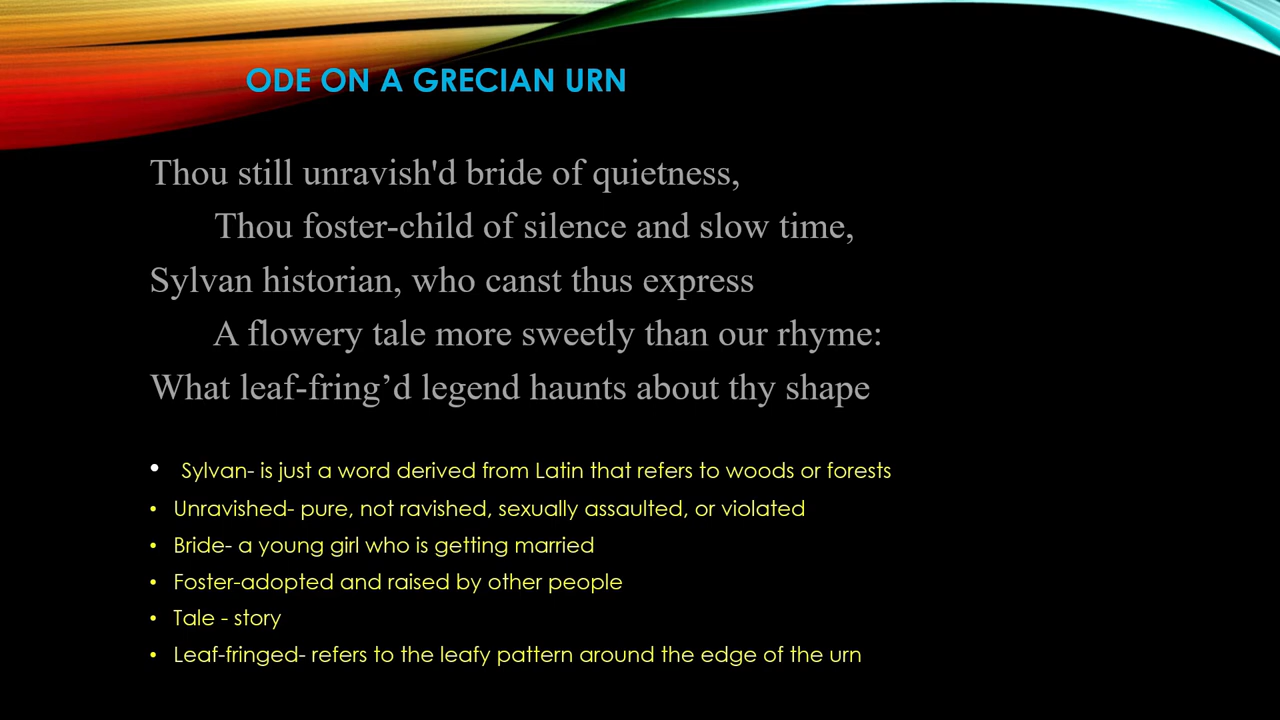 ODE ON A GRECIAN URN
Thou still unravish'd bride of quietness,
Thou foster-child of silence and slow time,
Sylvan historian, who canst thus express
A flowery tale more sweetly than our rhyme:
What leaf-fring’d legend haunts about thy shape
• Sylvan- is just a word derived from Latin that refers to woods or forests
• Unravished- pure, not ravished, sexually assaulted, or violated
• Bride- a young girl who is getting married
• Foster-adopted and raised by other people
• Tale - story
• Leaf-fringed- refers to the leafy pattern around the edge of the urn